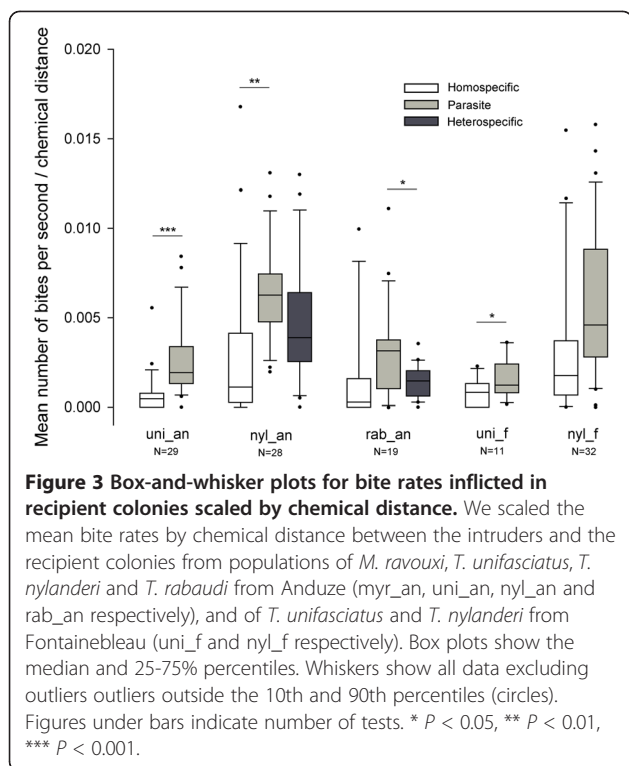 0.020
0.015
0.010
0.005
0.000
Mean number of bites per second / chemical distance
Homospecific
Parasite
Heterospecific
***
**
*
*
uni_an
nyl_an
rab_an
uni_f
nyl_f
N=29
N=28
N=19
N=11
N=32
Figure 3 Box-and-whisker plots for bite rates inflicted in
recipient colonies scaled by chemical distance. We scaled the
mean bite rates by chemical distance between the intruders and the
recipient colonies from populations of M. ravouxi, T. unifasciatus, T.
nylanderi and T. rabaudi from Anduze (myr_an, uni_an, nyl_an and
rab_an respectively), and of T. unifasciatus and T. nylanderi from
Fontainebleau (uni_f and nyl_f respectively). Box plots show the
median and 25-75% percentiles. Whiskers show all data excluding
outliers outliers outside the 10th and 90th percentiles (circles).
Figures under bars indicate number of tests. * P < 0.05, ** P < 0.01,
*** P < 0.001.